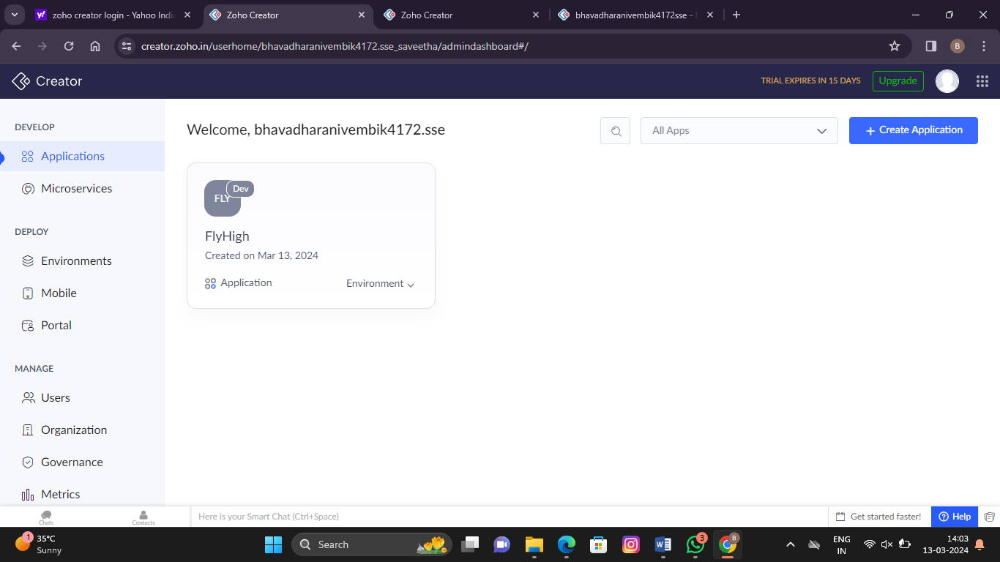 zoho creator login - Yahoo Indi
Zoho Creator
Zoho Creator
bhavadharanivembik4172sse -
creator.zoho.in/userhome/bhavadharanivembik4172.sse_saveetha/admindashboard#/
B
Creator
TRIAL EXPIRES IN 15 DAYS
Upgrade
DEVELOP
Applications
Microservices
DEPLOY
Environments
Mobile
Portal
MANAGE
Users
Organization
Governance
Metrics
Welcome, bhavadharanivembik4172.sse
All Apps
+ Create Application
FLY
Dev
FlyHigh
Created on Mar 13, 2024
Application
Environment
Chats
Contacts
Here is your Smart Chat (Ctrl+Space)
Get started faster!
Help
1
35°C
Sunny
Search
3
B
ENG
IN
14:03
13-03-2024